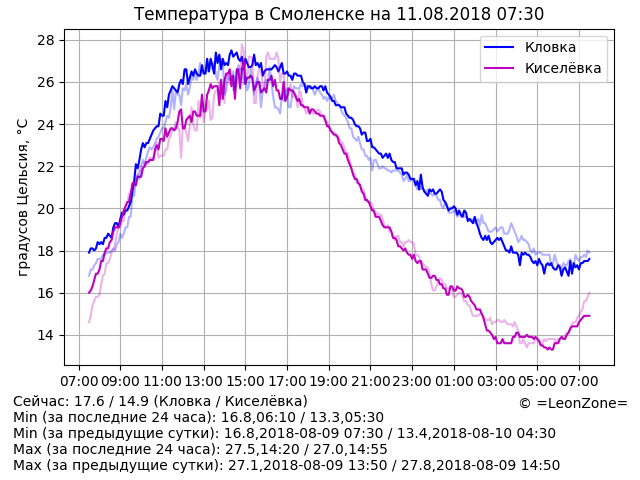 Температура в Смоленске на 11.08.2018 07:30
градусов Цельсия, °C
28
26
24
22
20
18
16
14
Кловка
Киселёвка
07:00 09:00 11:00 13:00 15:00 17:00 19:00 21:00 23:00 01:00 03:00 05:00 07:00
Сейчас: 17.6 / 14.9 (Кловка / Киселёвка)
© =LeonZone=
Min (за последние 24 часа): 16.8,06:10 / 13.3,05:30
Min (за предыдущие сутки): 16.8,2018-08-09 07:30 / 13.4,2018-08-10 04:30
Max (за последние 24 часа): 27.5,14:20 / 27.0,14:55
Max (за предыдущие сутки): 27.1,2018-08-09 13:50 / 27.8,2018-08-09 14:50